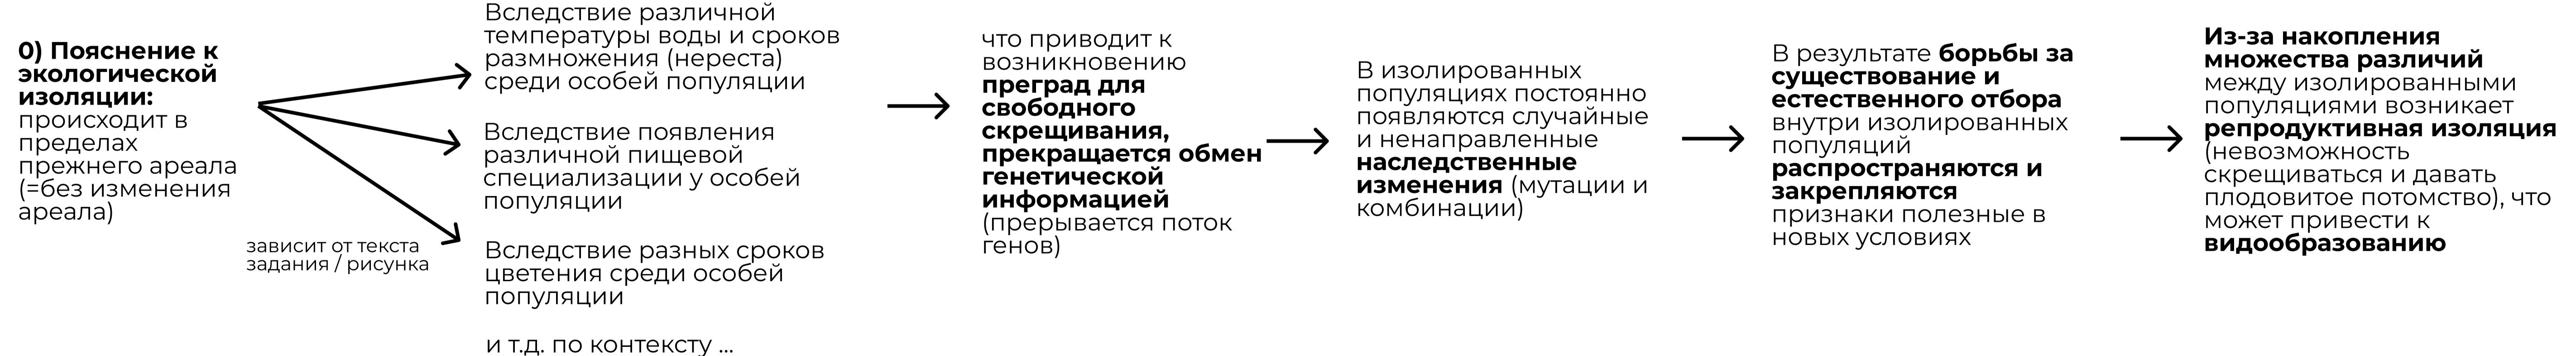 0) Пояснение к
экологической
изоляции:
происходит в
пределах
прежнего ареала
(=без изменения
ареала)
зависит от текста
задания / рисунка
Вследствие различной
температуры воды и сроков
размножения (нереста)
среди особей популяции
Вследствие появления
различной пищевой
специализации у особей
популяции
Вследствие разных сроков
цветения среди особей
популяции
и т.д. по контексту ...
что приводит к
возникновению
преград для
свободного
скрещивания,
прекращается обмен
генетической
информацией
(прерывается поток
генов)
В изолированных
популяциях постоянно
появляются случайные
и ненаправленные
наследственные
изменения (мутации и
комбинации)
В результате борьбы за
существование и
естественного отбора
внутри изолированных
популяций
распространяются и
закрепляются
признаки полезные в
новых условиях
Из-за накопления
множества различий
между изолированными
популяциями возникает
репродуктивная изоляция
(невозможность
скрещиваться и давать
плодовитое потомство), что
может привести к
видообразованию